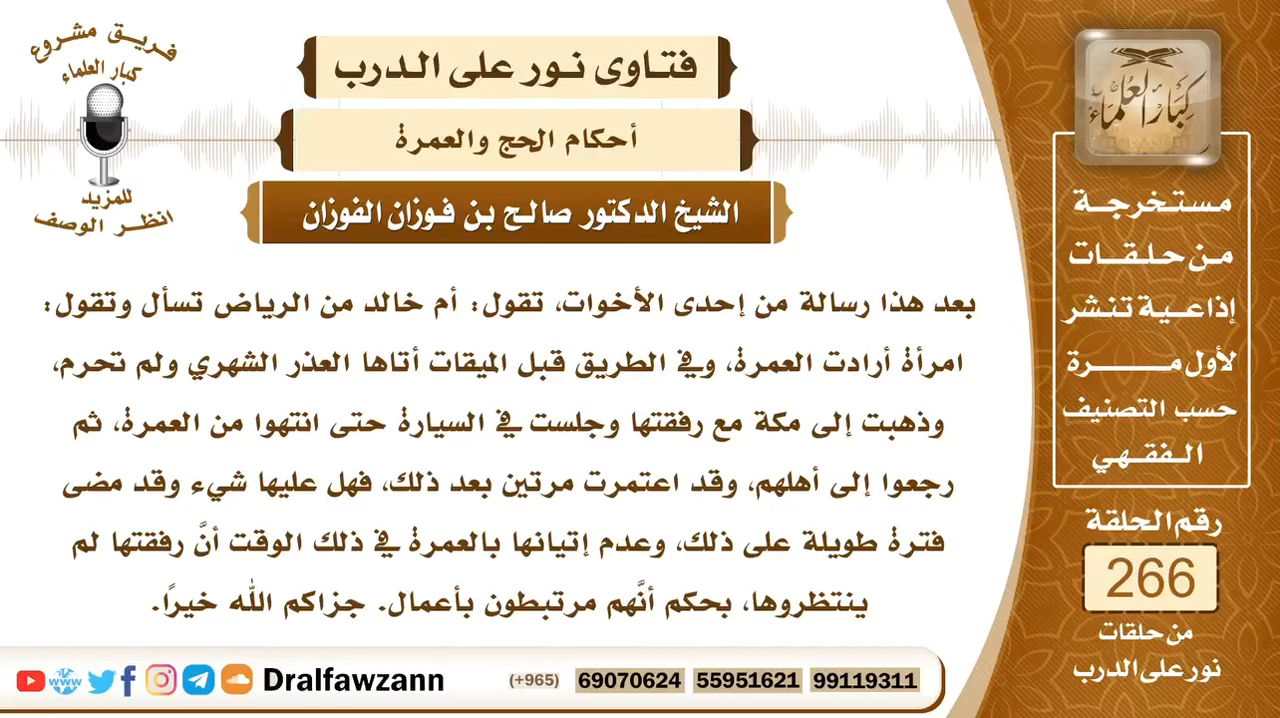 فريق مشروع
كبار العلماء
للمزيد
انظر الوصف
فتاوى نور على الدرب
أحكام الحج والعمرة
الشيخ الدكتور صالح بن فوزان الفوزان
بعد هذا رسالة من إحدى الأخوات، تقول: أم خالد من الرياض تسأل وتقول:
امرأة أرادت العمرة، وفي الطريق قبل الميقات أتاها العذر الشهري ولم تحرم،
وذهبت إلى مكة مع رفقتها وجلست في السيارة حتى انتهوا من العمرة، ثم
رجعوا إلى أهلهم، وقد اعتمرت مرتين بعد ذلك، فهل عليها شيء وقد مضى
فترة طويلة على ذلك، وعدم إتيانها بالعمرة في ذلك الوقت أنَّ رفقتها لم
ينتظروها، بحكم أنَّهم مرتبطون بأعمال. جزاكم الله خيرًا.
كبار العلماء
مستخرجة
من حلقات
إذاعية تنشر
لأول مرة
حسب التصنيف
الفقهي
رقم الحلقة
266
من حلقات
نور على الدرب
www Dralfawzann (+965) 69070624 55951621 99119311